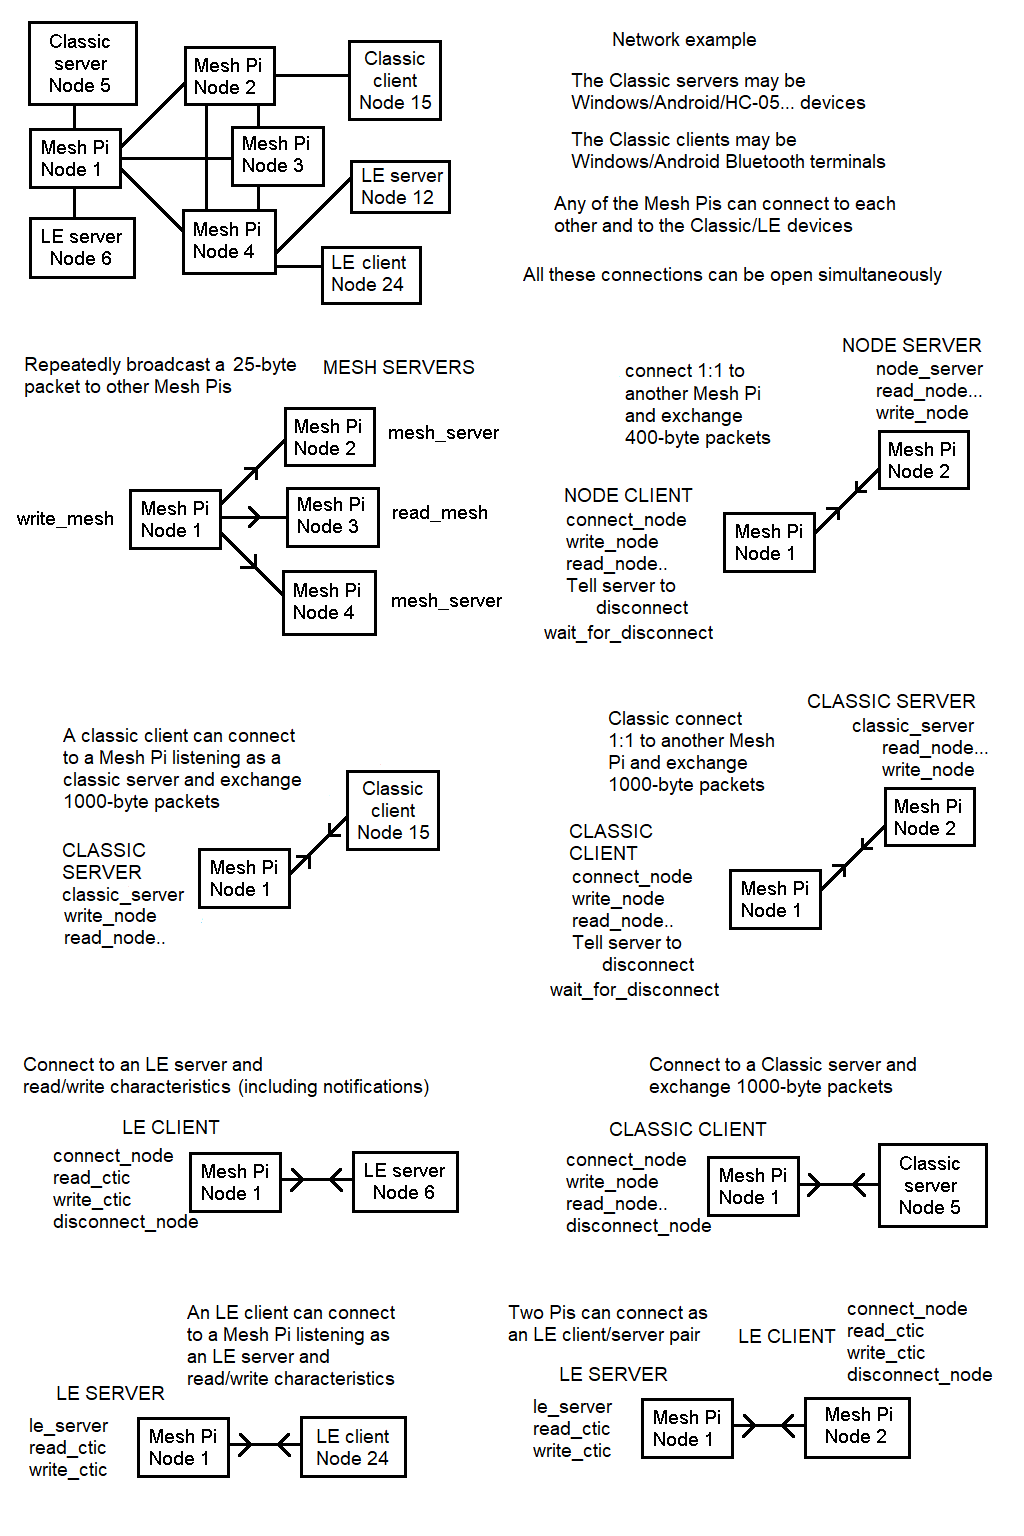 Classic
server
Node 5
Mesh Pi
Node 2
Classic
client
Node 15
Mesh Pi
Node 1
Mesh Pi
Node 3
LE server
Node 12
LE server
Node 6
Mesh Pi
Node 4
LE client
Node 24
Network example
The Classic servers may be
Windows/Android/HC-05... devices
The Classic clients may be
Windows/Android Bluetooth terminals
Any of the Mesh Pis can connect to each
other and to the Classic/LE devices
All these connections can be open simultaneously
Repeatedly broadcast a 25-byte
packet to other Mesh Pis
MESH SERVERS
Mesh Pi
Node 2
mesh_server
write_mesh
Mesh Pi
Node 1
Mesh Pi
Node 3
read_mesh
Mesh Pi
Node 4
mesh_server
NODE SERVER
node_server
read_node...
write_node
connect 1:1 to
another Mesh Pi
and exchange
400-byte packets
Mesh Pi
Node 2
NODE CLIENT
connect_node
write_node
read_node..
Tell server to
disconnect
wait_for_disconnect
Mesh Pi
Node 1
A classic client can connect
to a Mesh Pi listening as a
classic server and exchange
1000-byte packets
Classic
client
Node 15
CLASSIC
SERVER
classic_server
write_node
read_node..
Mesh Pi
Node 1
CLASSIC SERVER
classic_server
read_node...
write_node
Classic connect
1:1 to another Mesh
Pi and exchange
1000-byte packets
Mesh Pi
Node 2
CLASSIC
CLIENT
connect_node
write_node
read_node..
Tell server to
disconnect
wait_for_disconnect
Mesh Pi
Node 1
Connect to an LE server and
read/write characteristics (including notifications)
LE CLIENT
connect_node
read_ctic
write_ctic
disconnect_node
Mesh Pi
Node 1
LE server
Node 6
Connect to a Classic server and
exchange 1000-byte packets
CLASSIC CLIENT
connect_node
write_node
read_node..
disconnect_node
Mesh Pi
Node 1
Classic
server
Node 5
An LE client can connect
to a Mesh Pi listening as
an LE server and
read/write characteristics
LE SERVER
le_server
read_ctic
write_ctic
Mesh Pi
Node 1
LE client
Node 24
Two Pis can connect as
an LE client/server pair
LE CLIENT
connect_node
read_ctic
write_ctic
disconnect_node
LE SERVER
le_server
read_ctic
write_ctic
Mesh Pi
Node 1
Mesh Pi
Node 2